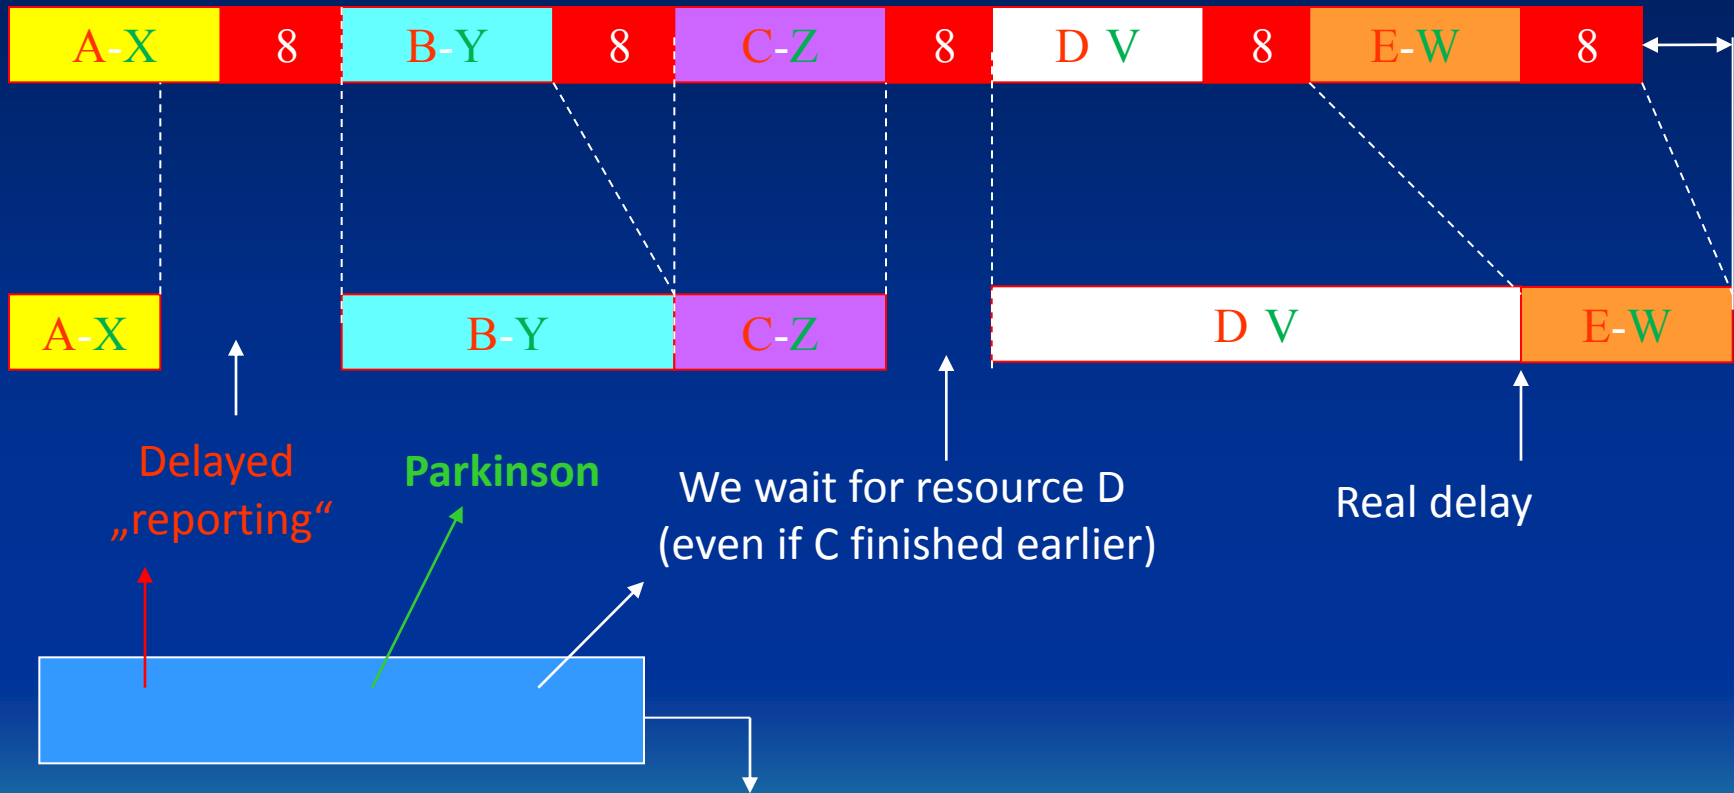 A-X 8 B-Y 8 C-Z 8 D V 8 E-W 8
A-X B-Y C-Z D V E-W
Delayed
„reporting“
Parkinson
We wait for resource D
(even if C finished earlier)
Real delay